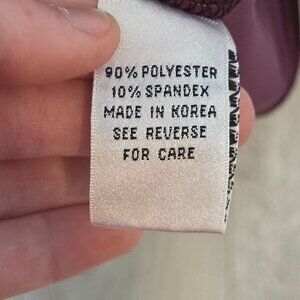 90% POLYESTER
10% SPANDEX
MADE IN KOREA
SEE REVERSE
FOR CARE